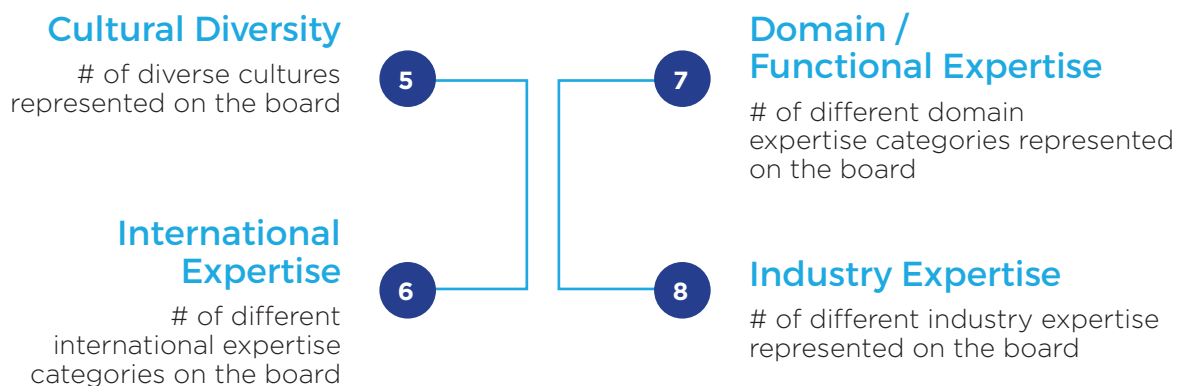 Cultural Diversity
# of diverse cultures
represented on the board
5
International
Expertise
# of different
international expertise
categories on the board
6
7
Domain /
Functional Expertise
# of different domain
expertise categories represented
on the board
8
Industry Expertise
# of different industry expertise
represented on the board